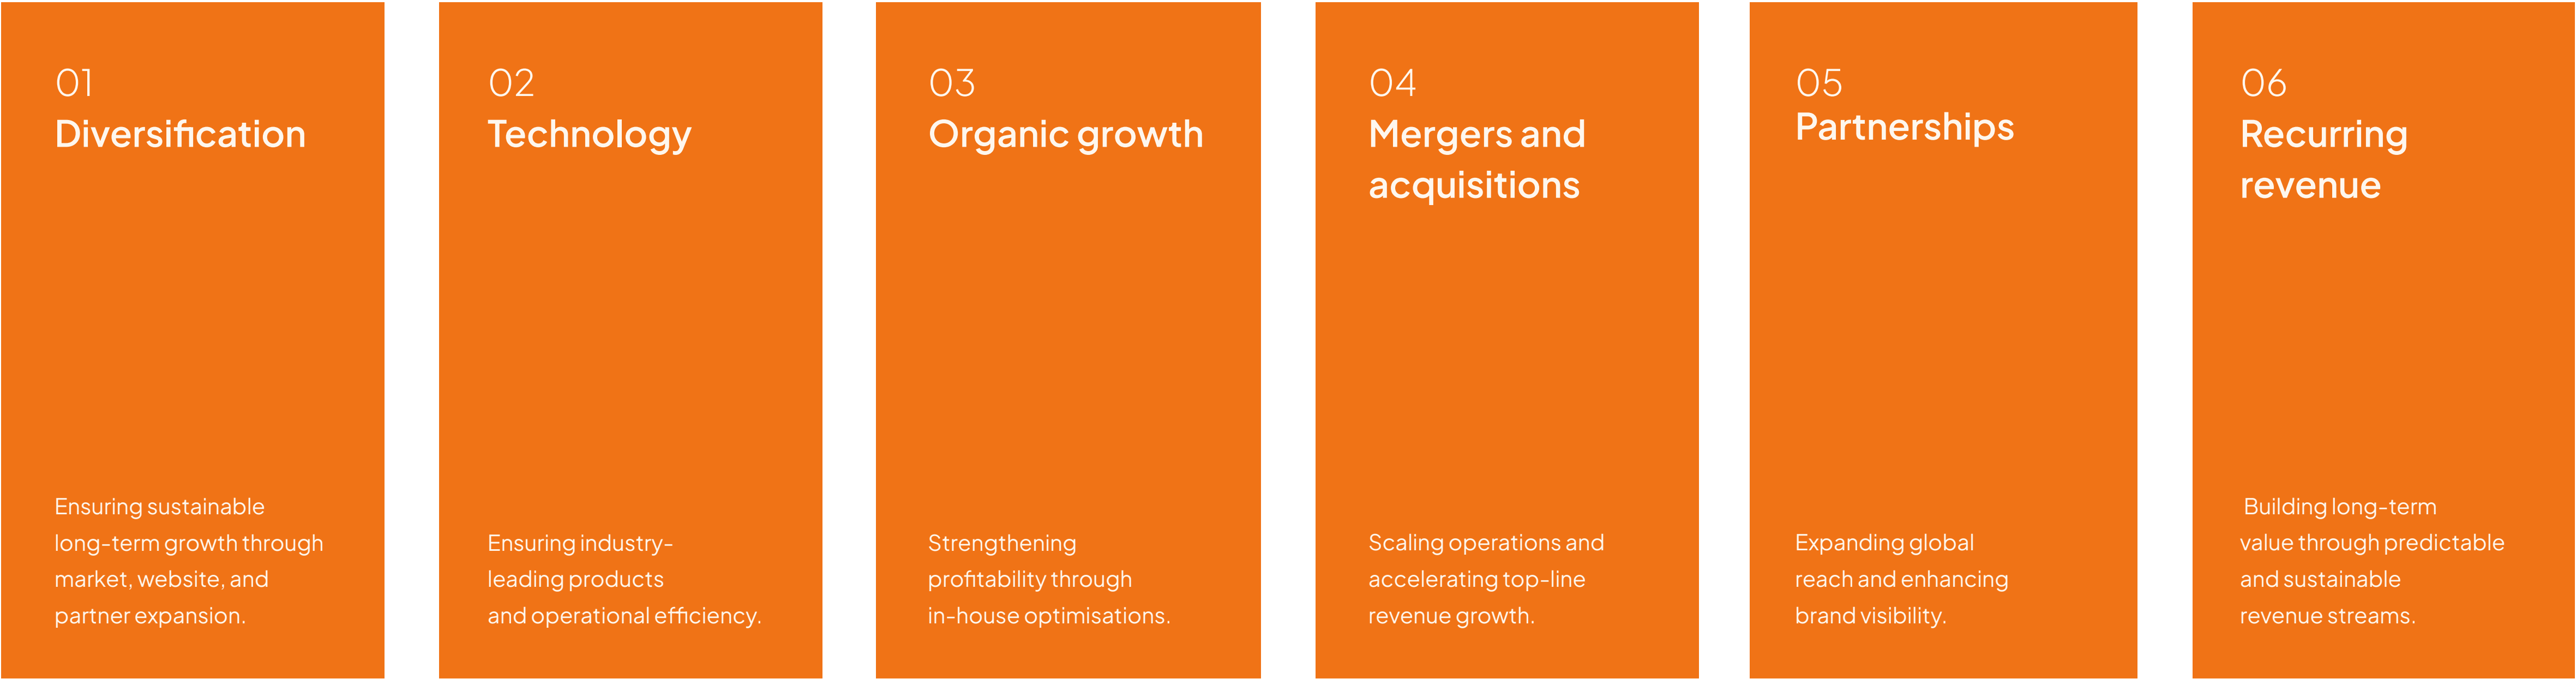 01
Diversification
Ensuring sustainable
long-term growth through
market, website, and
partner expansion.
02
Technology
Ensuring industry-
leading products
and operational efficiency.
03
Organic growth
Strengthening
profitability through
in-house optimisations.
04
Mergers and
acquisitions
Scaling operations and
accelerating top-line
revenue growth.
05
Partnerships
Expanding global
reach and enhancing
brand visibility.
06
Recurring
revenue
Building long-term
value through predictable
and sustainable
revenue streams.